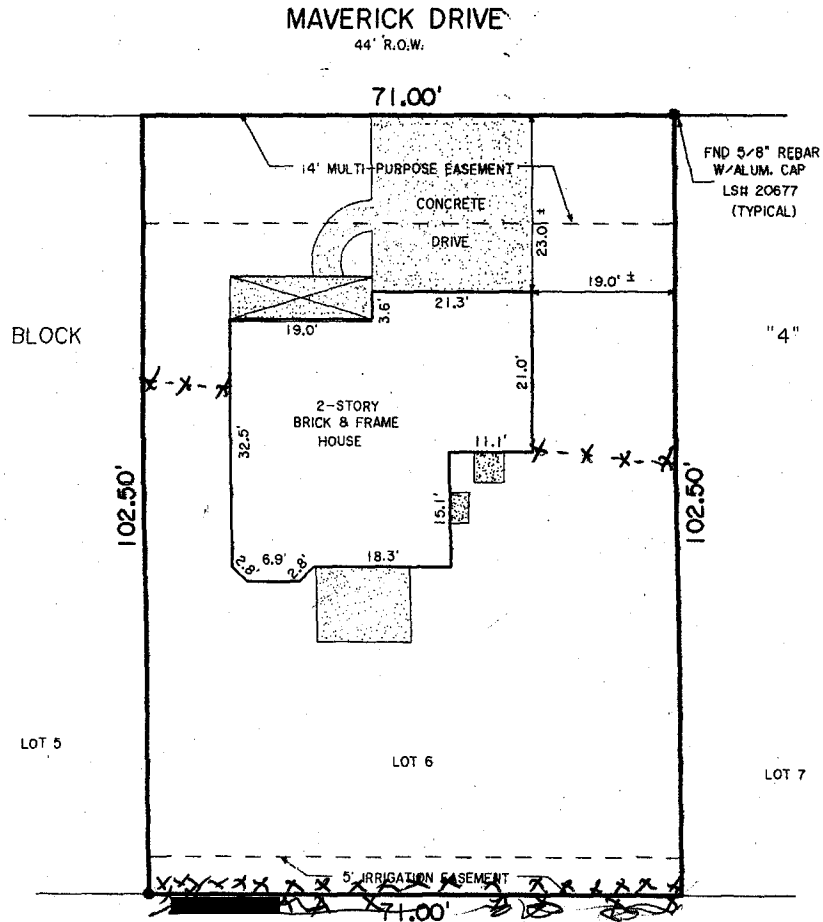 MAVERICK DRIVE
44' R.O.W.
71.00'
14' MULTI-PURPOSE EASEMENT
FND 5/8" REBAR
W/ALUM. CAP
LS# 20677
(TYPICAL)
CONCRETE
DRIVE
23.0' ±
19.0' ±
21.3'
3.6'
19.0'
BLOCK
"4"
21.0'
2-STORY
BRICK & FRAME
HOUSE
32.5'
11.1'
102.50'
15.1'
102.50'
2.8'
6.9'
2.8'
18.3'
LOT 5
LOT 6
LOT 7
5' IRRIGATION EASEMENT
71.00'